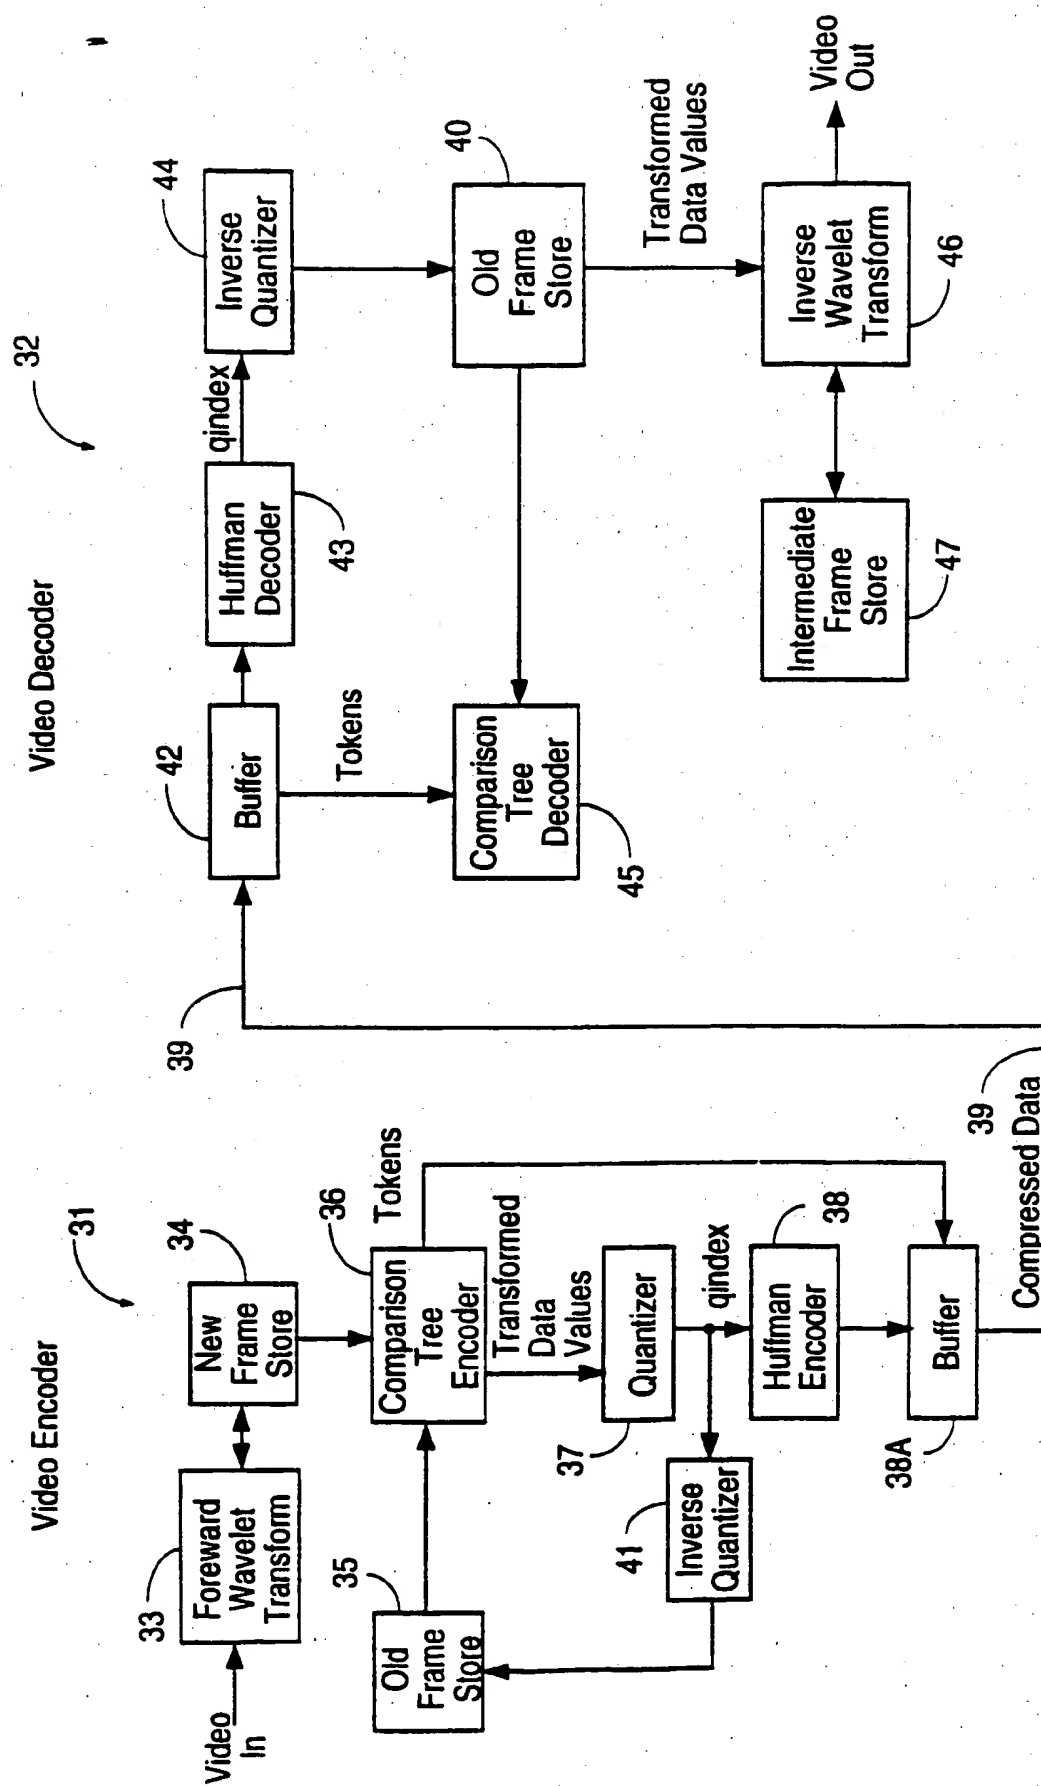 Video Encoder
31
Video
In
33
Foreward
Wavelet
Transform
34
New
Frame
Store
35
Old
Frame
Store
36
Comparison
Tree
Encoder
Tokens
Transformed
Data
Values
37
Quantizer
qindex
41
Inverse
Quantizer
38
Huffman
Encoder
38A
Buffer
Compressed Data
39
Video Decoder
32
39
42
Buffer
Tokens
43
Huffman
Decoder
qindex
44
Inverse
Quantizer
45
Comparison
Tree
Decoder
40
Old
Frame
Store
Transformed
Data Values
47
Intermediate
Frame
Store
46
Inverse
Wavelet
Transform
Video
Out